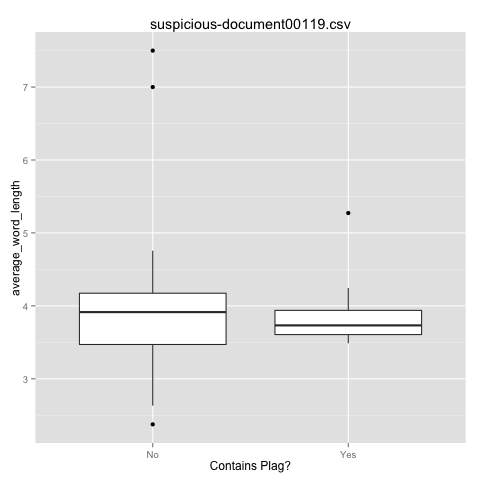 suspicious-document00119.csv
average_word_length
7
6
5
4
3
No
Yes
Contains Plag?